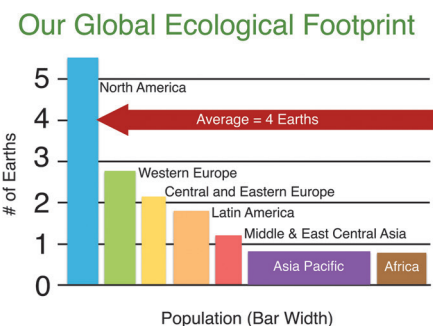 Our Global Ecological Footprint
# of Earths
5
4
3
2
1
0
North America
Average = 4 Earths
Western Europe
Central and Eastern Europe
Latin America
Middle & East Central Asia
Asia Pacific
Africa
Population (Bar Width)